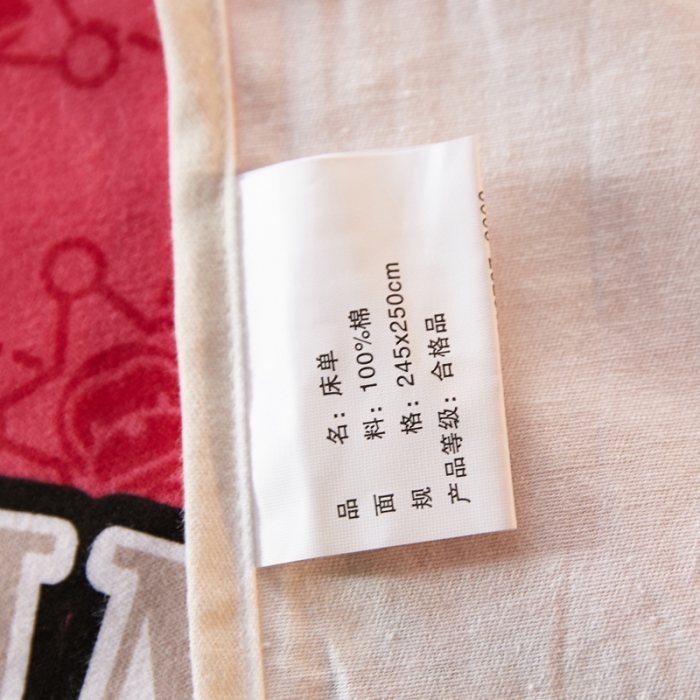 品 名：床单
面 料：100%棉
规 格：245x250cm
产品等级：合格品